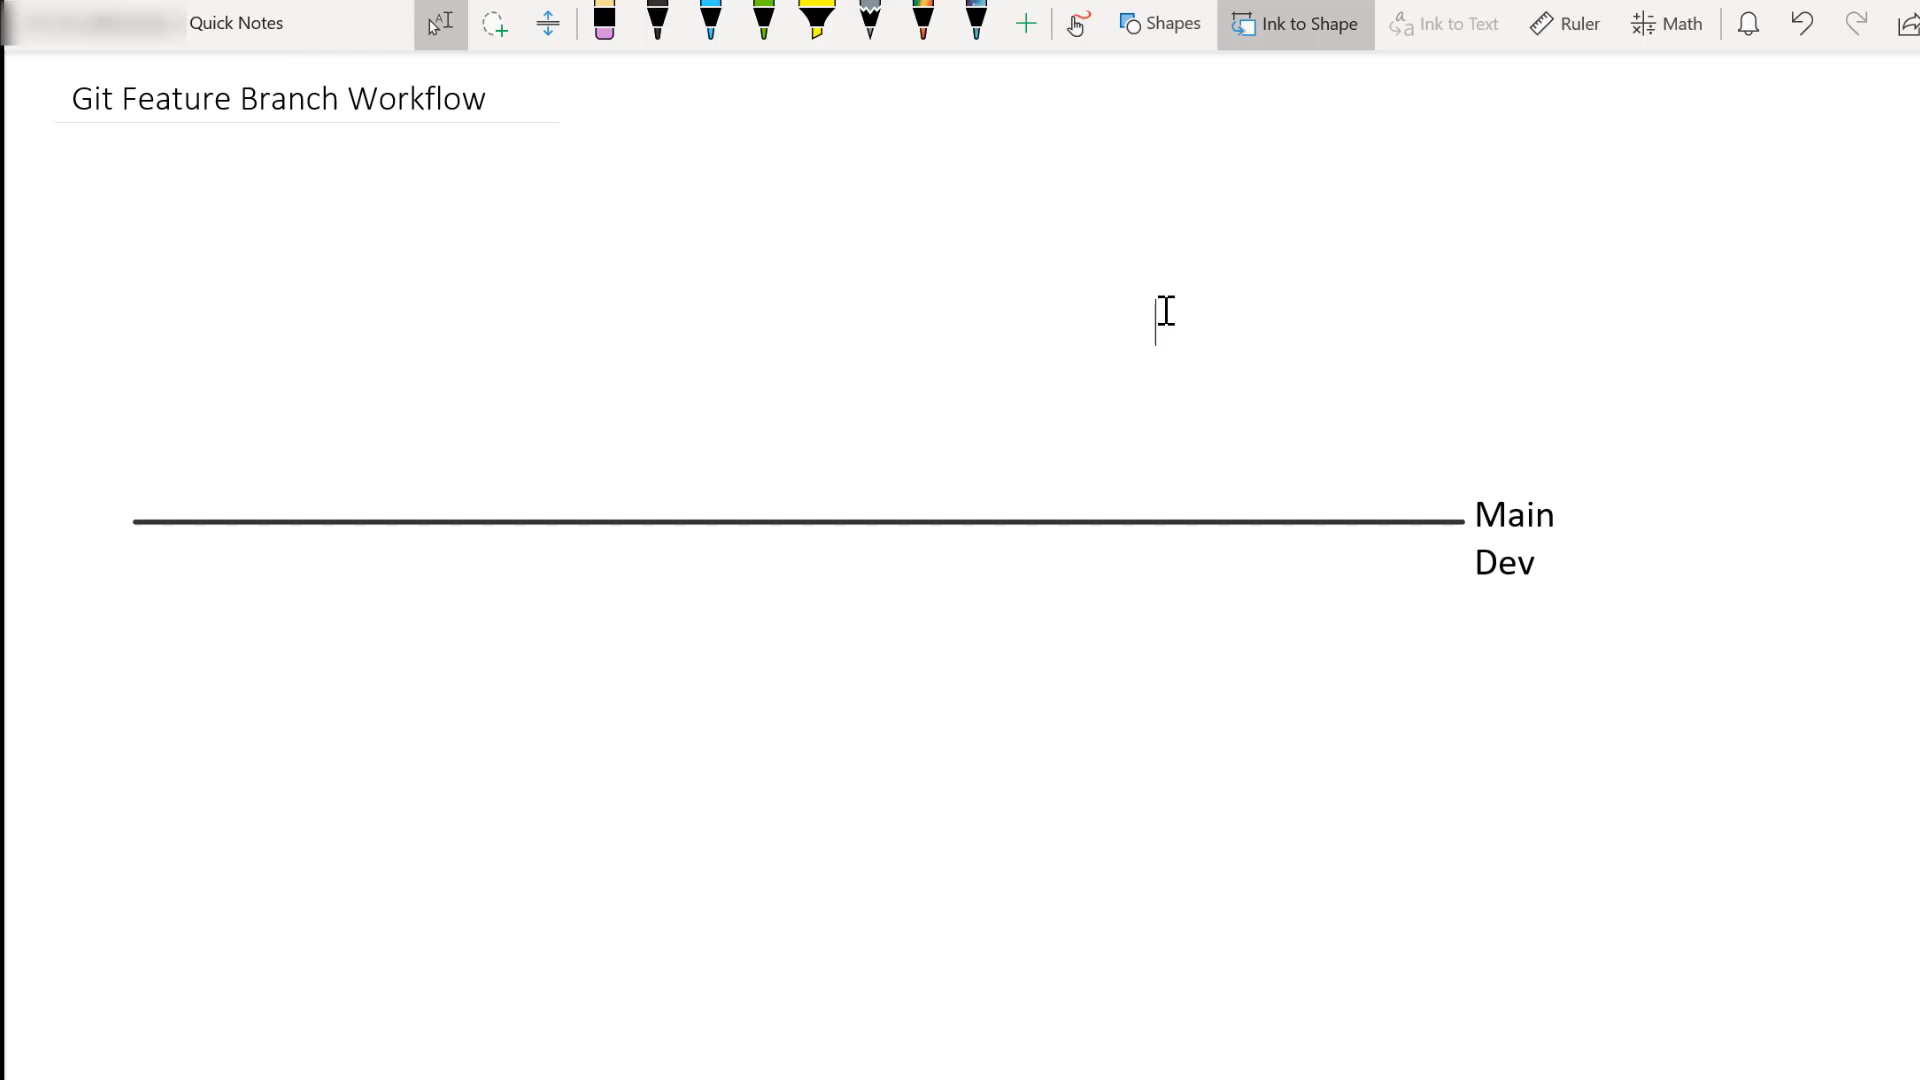 Quick Notes
Shapes
Ink to Shape
Ink to Text
Ruler
Math
Git Feature Branch Workflow
Main
Dev